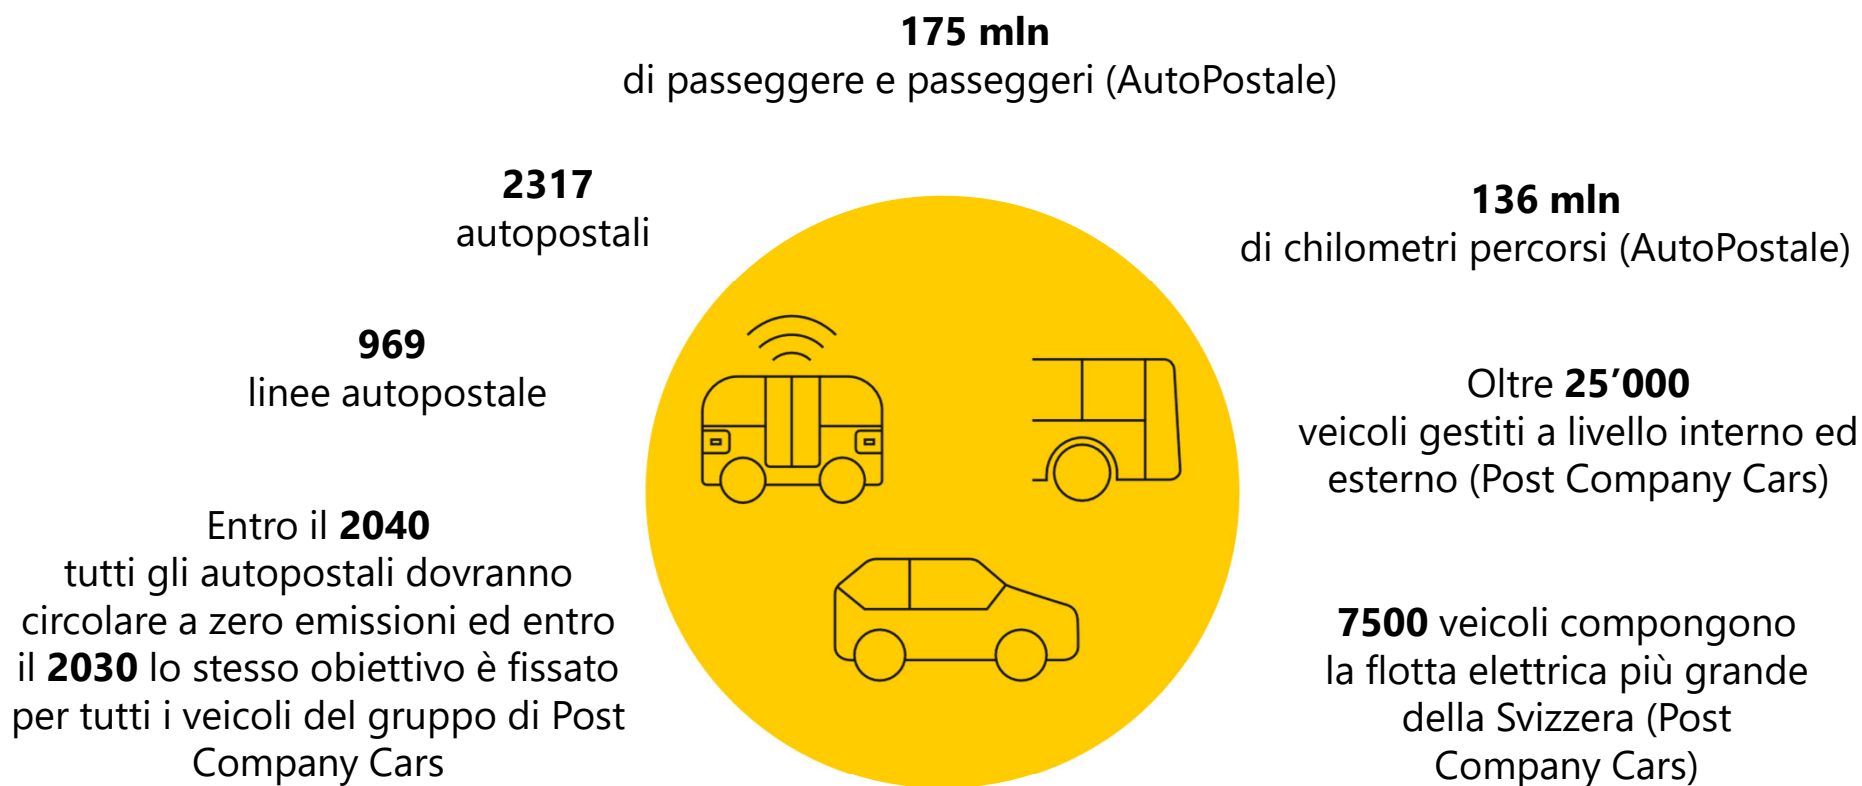 175 mln
di passeggere e passeggeri (AutoPostale)
2317
autopostali
136 mln
di chilometri percorsi (AutoPostale)
969
linee autopostale
Oltre 25’000
veicoli gestiti a livello interno ed
esterno (Post Company Cars)
Entro il 2040
tutti gli autopostali dovranno
circolare a zero emissioni ed entro
il 2030 lo stesso obiettivo è fissato
per tutti i veicoli del gruppo di Post
Company Cars
7500 veicoli compongono
la flotta elettrica più grande
della Svizzera (Post
Company Cars)